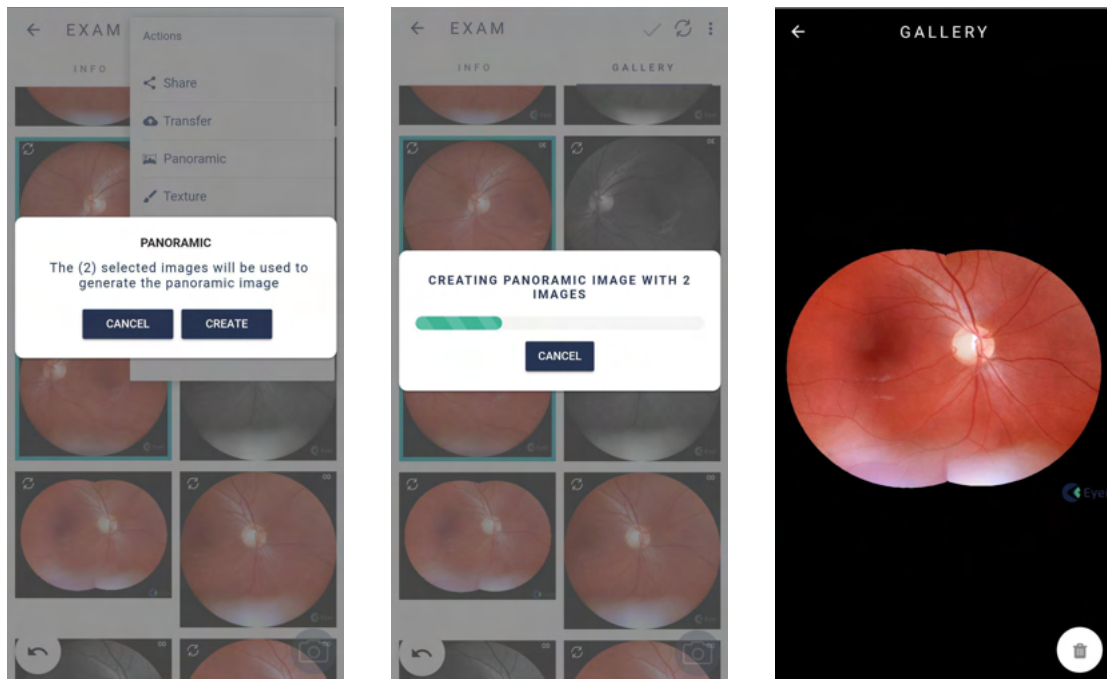 EXAM
Actions
INFO
Share
Transfer
Panoramic
Texture
PANORAMIC
The (2) selected images will be used to
generate the panoramic image
CANCEL
CREATE
EXAM
INFO
GALLERY
CREATING PANORAMIC IMAGE WITH 2
IMAGES
CANCEL
GALLERY
Eyer